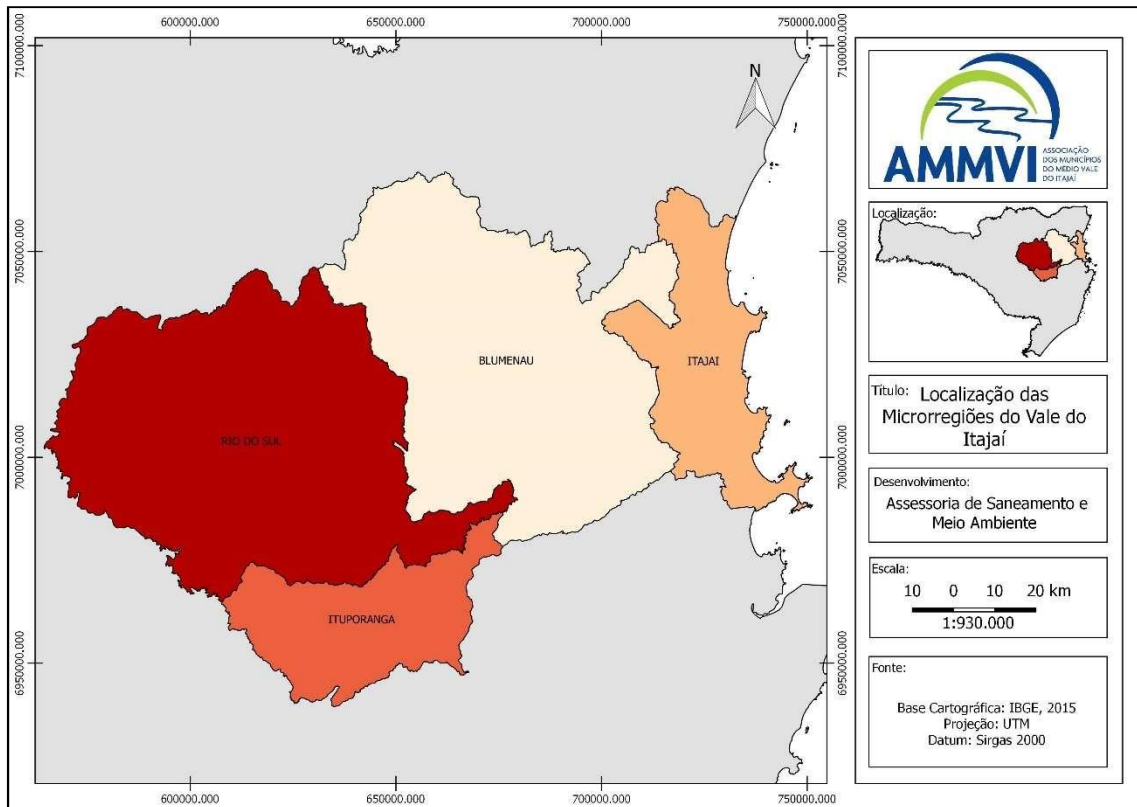 600000.000 650000.000 700000.000 750000.000
7100000.000
7100000.000
N
7050000.000
7050000.000
BLUMENAU
ITAJAI
RIO DO SUL
7000000.000
7000000.000
ITUPORANGA
6950000.000
6950000.000
600000.000 650000.000 700000.000 750000.000
AMMVI
ASSOCIAÇÃO
DOS MUNICÍPIOS
DO MÉDIO VALE
DO ITAJAÍ
Localização:
Título: Localização das
Microrregiões do Vale do
Itajaí
Desenvolvimento:
Assessoria de Saneamento e
Meio Ambiente
Escala:
10 0 10 20 km
1:930.000
Fonte:
Base Cartográfica: IBGE, 2015
Projeção: UTM
Datum: Sirgas 2000